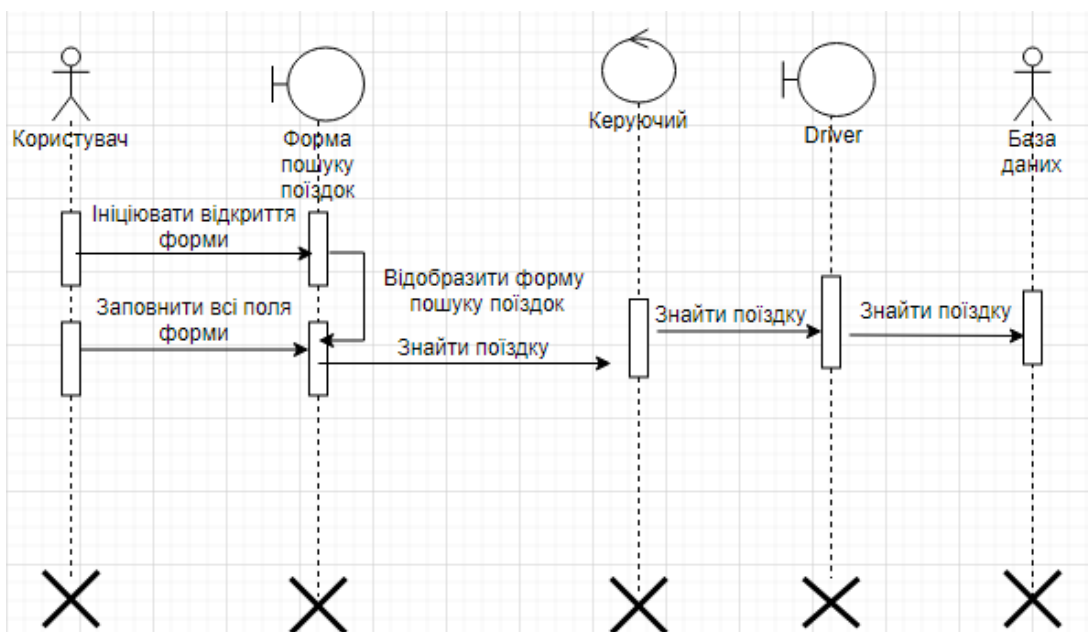 Користувач
Форма
пошуку
поїздок
Керуючий
Driver
База
даних
Ініціювати відкриття
форми
Відобразити форму
пошуку поїздок
Заповнити всі поля
форми
Знайти поїздку
Знайти поїздку
Знайти поїздку